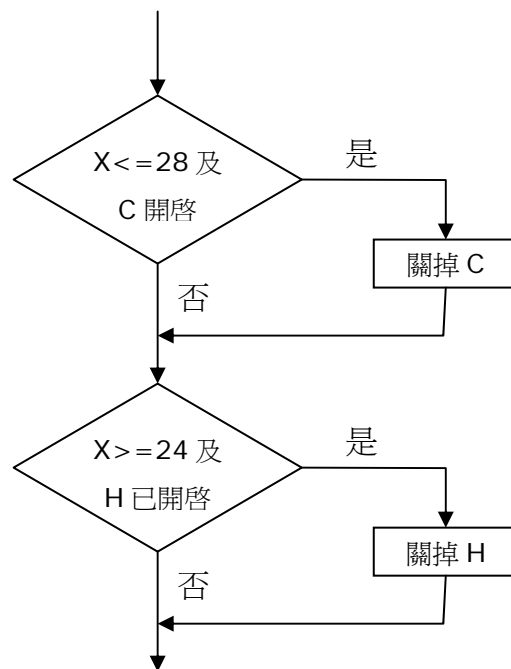 X<=28 及
C 開啓
是
關掉 C
否
X>=24 及
H 已開啓
是
關掉 H
否